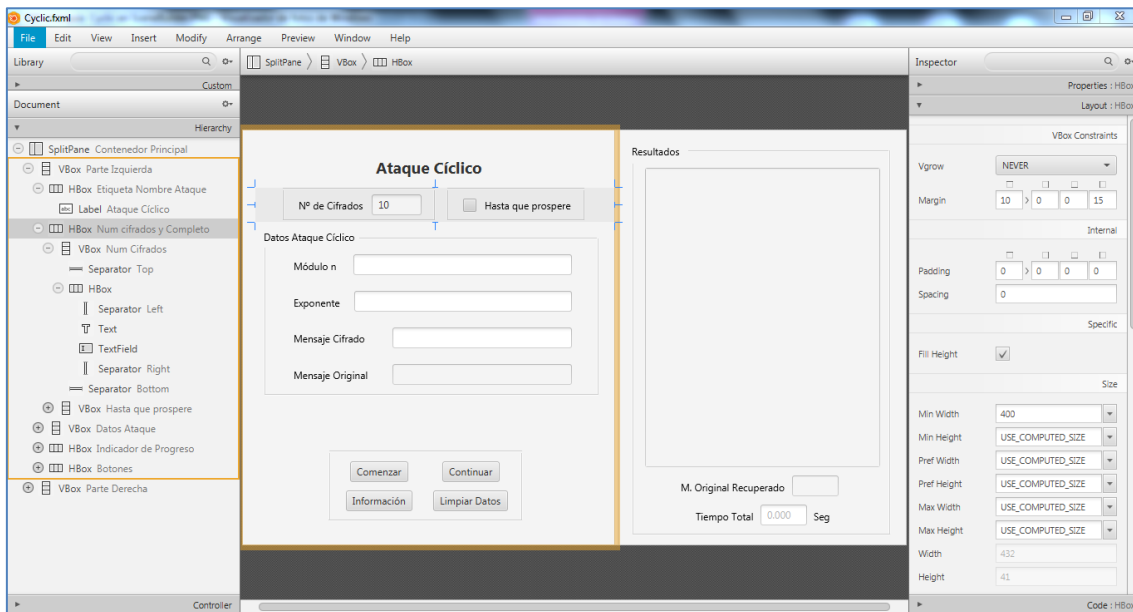 Cyclic.fxml
File Edit View Insert Modify Arrange Preview Window Help
Library
Custom
Document
Hierarchy
SplitPane Contenedor Principal
VBox Parte Izquierda
HBox Etiqueta Nombre Ataque
abc Label Ataque Cíclico
HBox Num cifrados y Completo
VBox Num Cifrados
Separator Top
HBox
Separator Left
Text
TextField
Separator Right
Separator Bottom
VBox Hasta que prospere
VBox Datos Ataque
HBox Indicador de Progreso
HBox Botones
VBox Parte Derecha
Controller
SplitPane VBox HBox
Ataque Cíclico
Nº de Cifrados 10 Hasta que prospere
Datos Ataque Cíclico
Módulo n
Exponente
Mensaje Cifrado
Mensaje Original
Comenzar Continuar
Información Limpiar Datos
Resultados
M. Original Recuperado
Tiempo Total 0.000 Seg
Inspector
Properties : HBox
Layout : HBox
VBox Constraints
Vgrow NEVER
Margin 10 0 0 15
Internal
Padding 0 0 0 0
Spacing 0
Specific
Fill Height
Size
Min Width 400
Min Height USE_COMPUTED_SIZE
Pref Width USE_COMPUTED_SIZE
Pref Height USE_COMPUTED_SIZE
Max Width USE_COMPUTED_SIZE
Max Height USE_COMPUTED_SIZE
Width 432
Height 41
Code : HBox